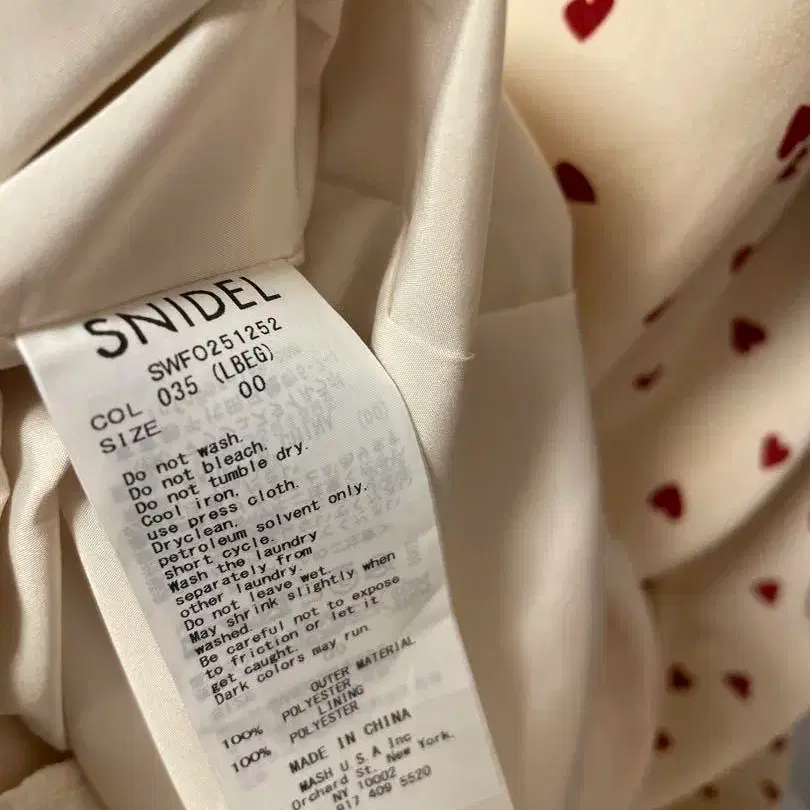 SNIDEL
SWFO251252
COL 035 (LBEG)
SIZE 00
Do not wash.
Do not bleach.
Do not tumble dry.
Cool iron.
use press cloth.
Dryclean.
petroleum solvent only.
short cycle.
Wash the laundry
separately from
other laundry.
Do not leave wet.
May shrink slightly when
washed.
Be careful not to expose
to friction or let it
get caught.
Dark colors may run.
OUTER MATERIAL
100% POLYESTER
LINING
100% POLYESTER
MADE IN CHINA
MASH U S.A Inc
Orchard St. New York.
NY 10002
917 409 5520